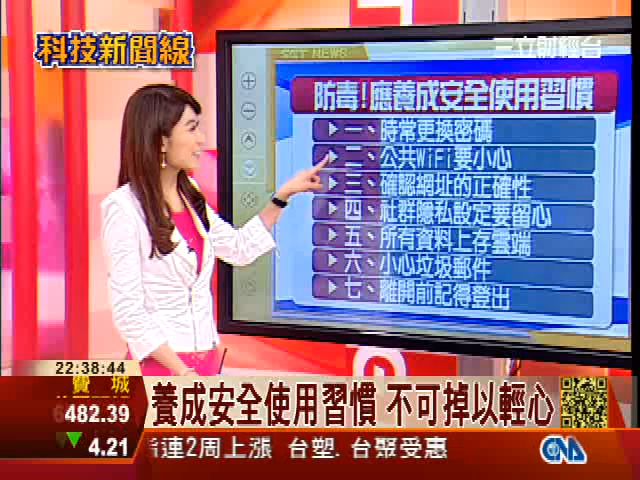 科技新聞線
SET NEWS
三立財經台
防毒!應養成安全使用習慣
一、時常更換密碼
二、公共WiFi要小心
三、確認網址的正確性
四、社群隱私設定要留心
五、所有資料上存雲端
六、小心垃圾郵件
七、離開前記得登出
22:38:44
費 城
6482.39
4.21
養成安全使用習慣 不可掉以輕心
連2周上漲 台塑. 台聚受惠
CNA